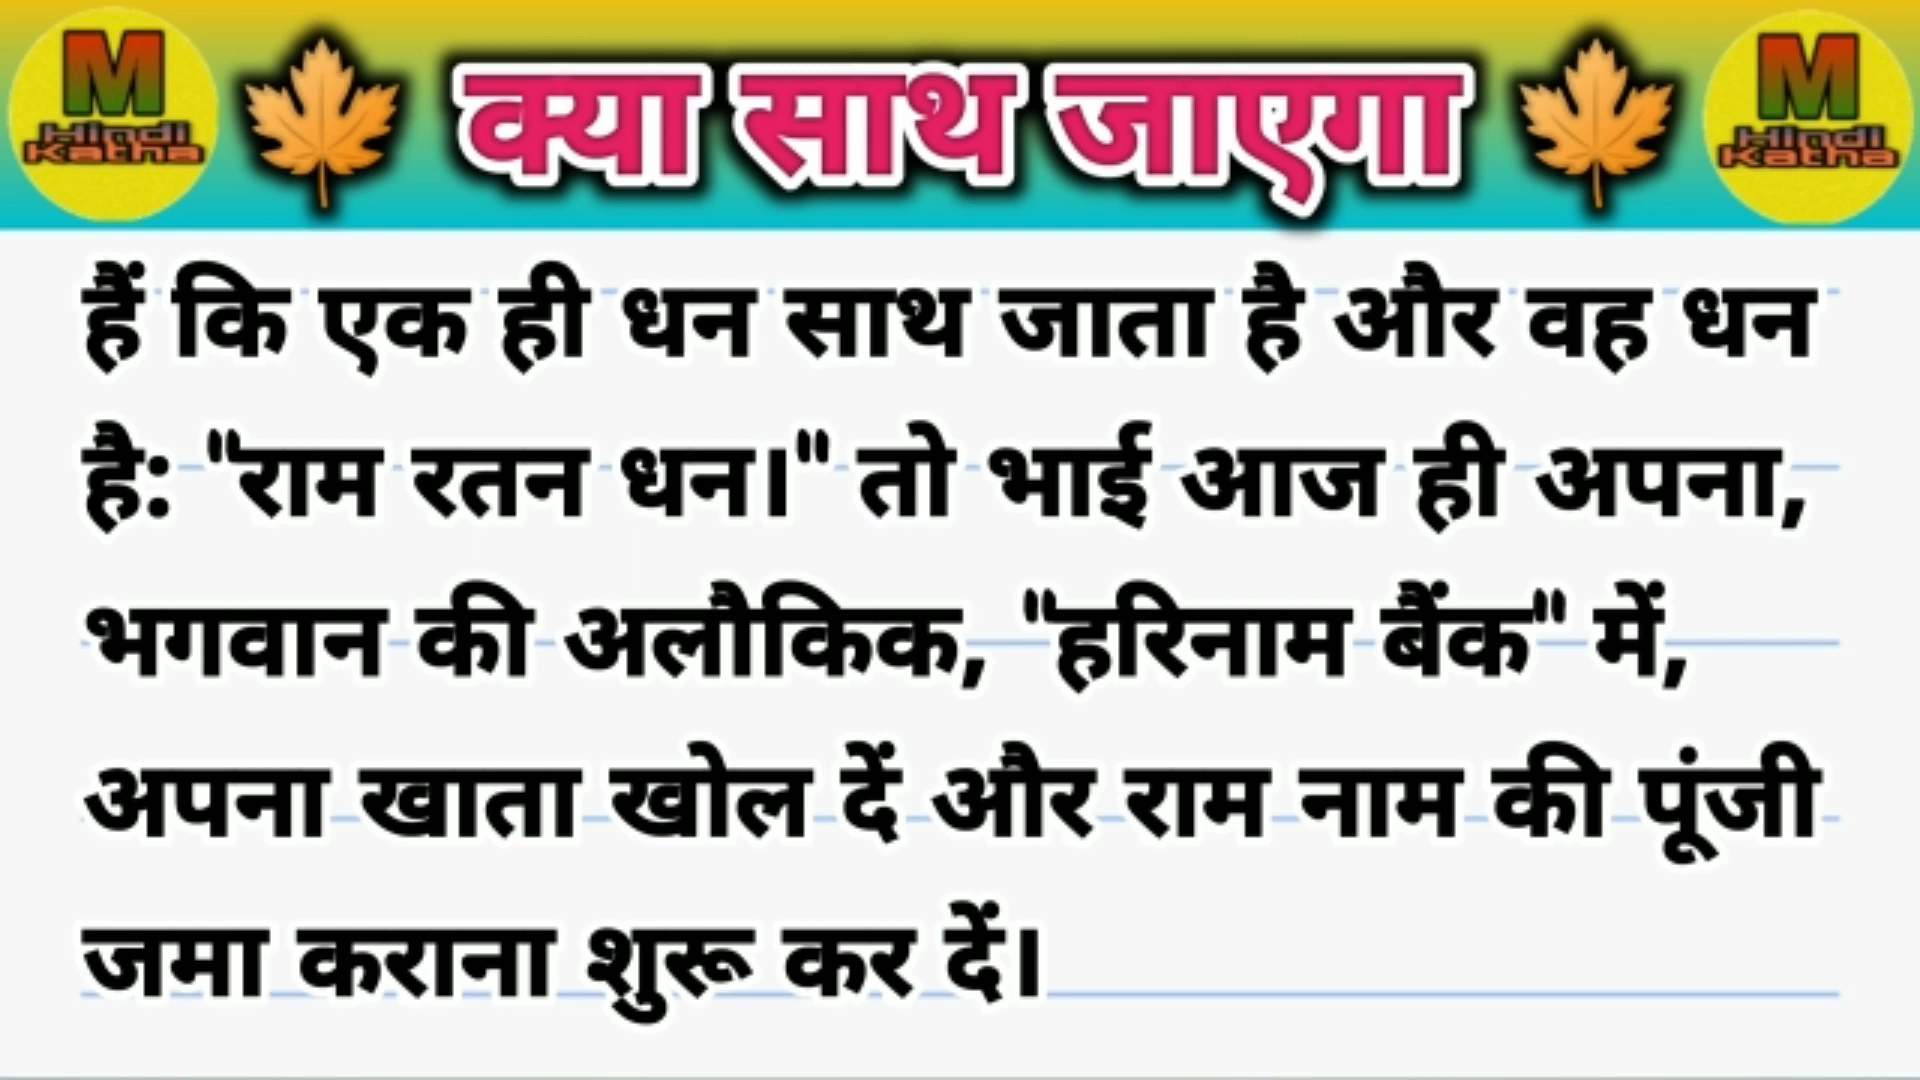 M
Hindi
Katha
क्या साथ जाएगा
M
Hindi
Katha
हैं कि एक ही धन साथ जाता है और वह धन
है: "राम रतन धन।" तो भाई आज ही अपना,
भगवान की अलौकिक, "हरिनाम बैंक" में,
अपना खाता खोल दें और राम नाम की पूंजी
जमा कराना शुरू कर दें।